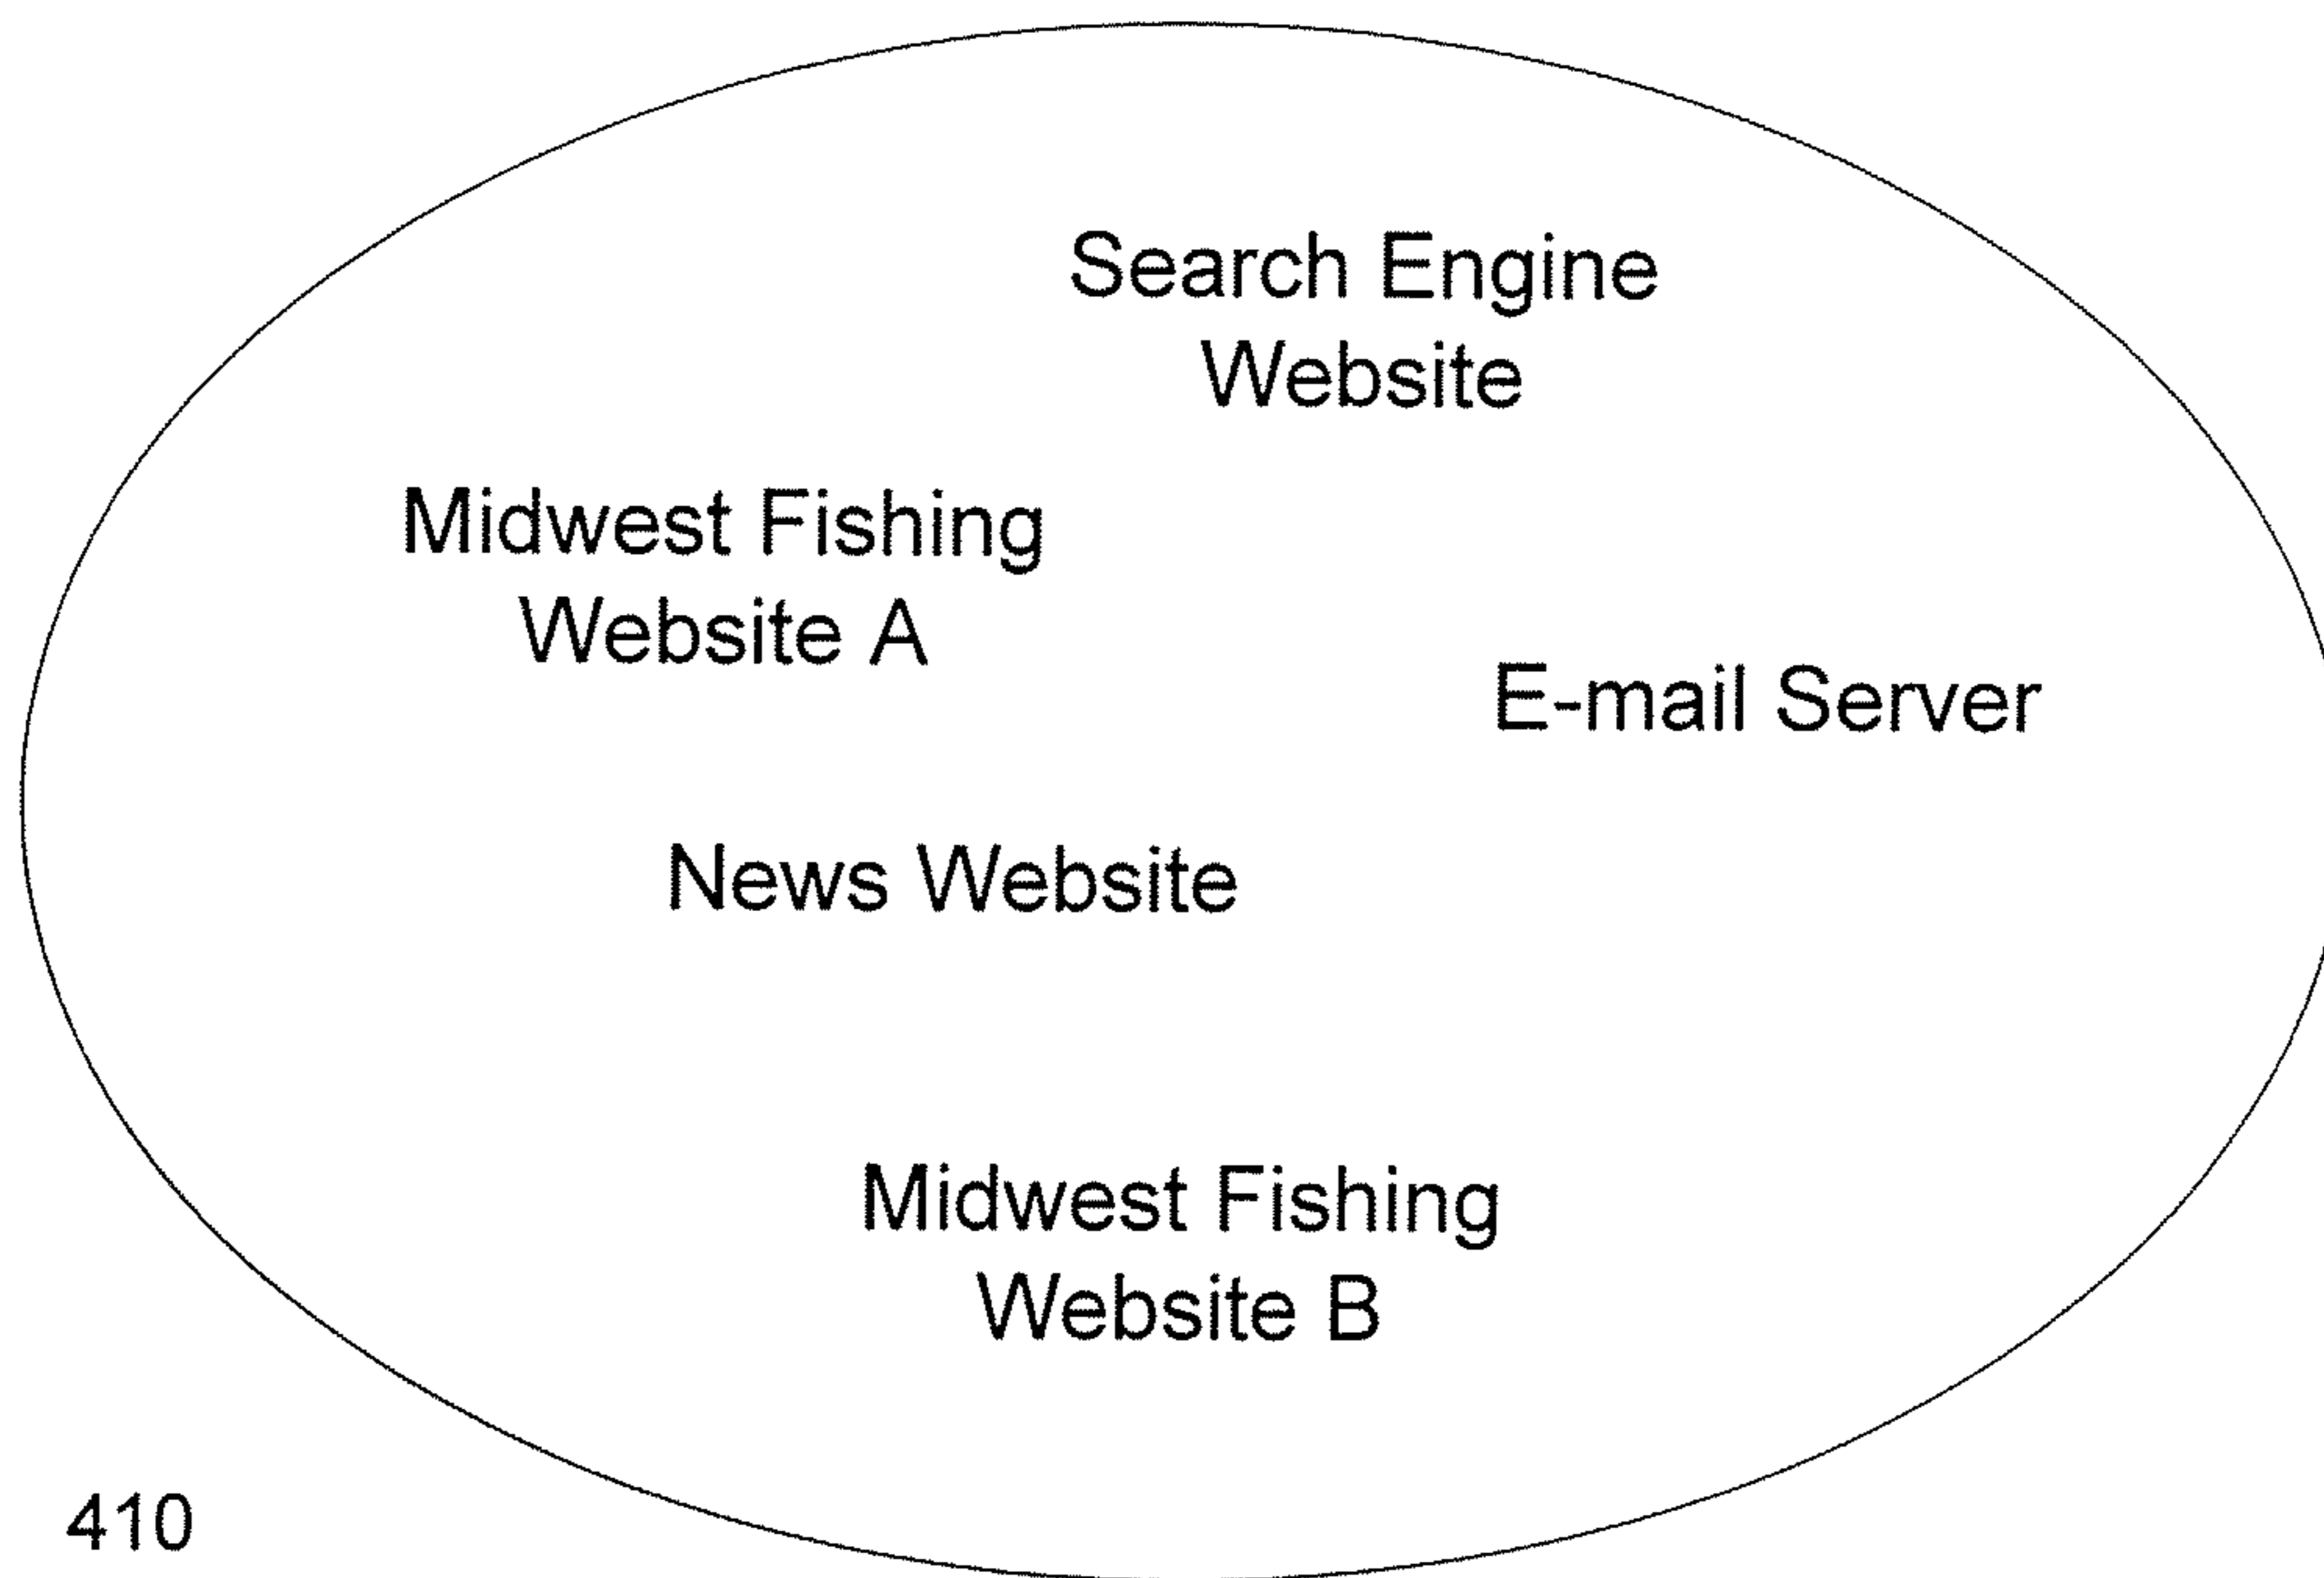 Search Engine
Website
Midwest Fishing
Website A
E-mail Server
News Website
Midwest Fishing
Website B
410